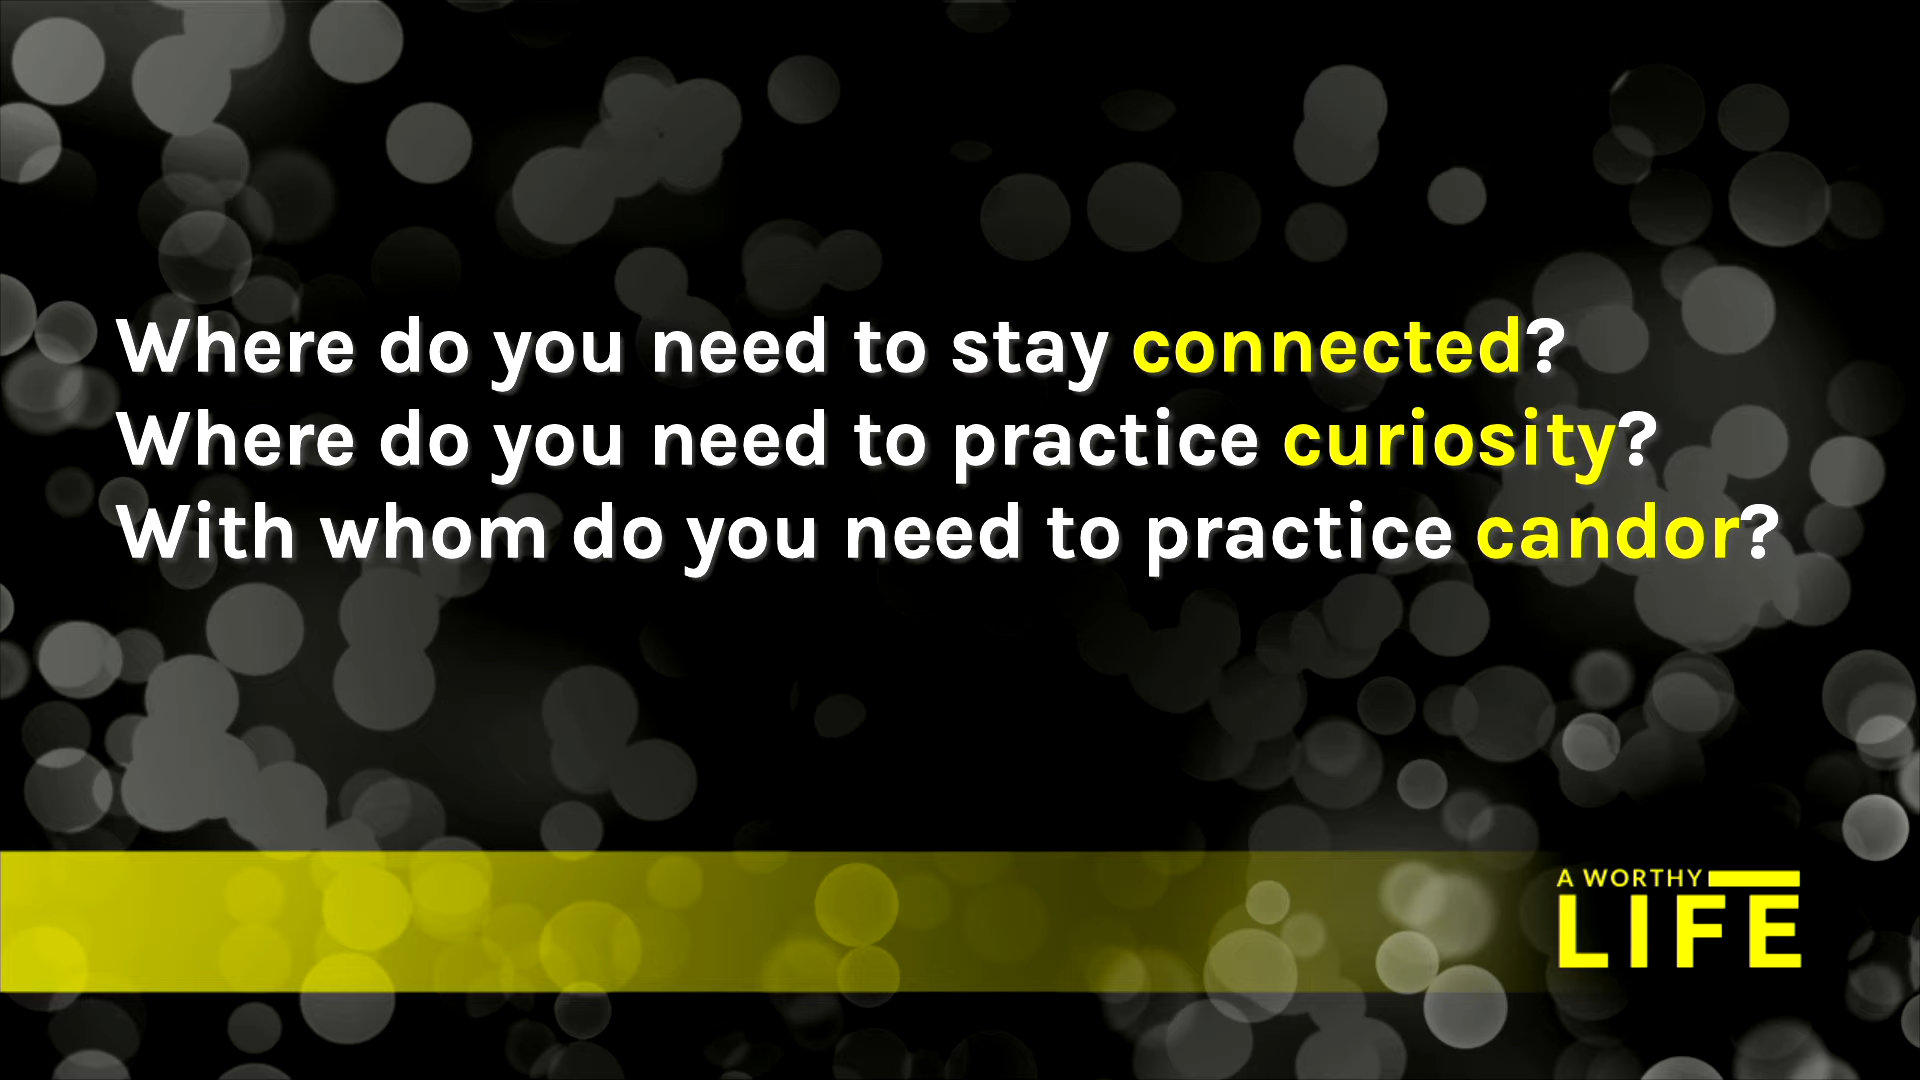 Where do you need to stay connected?
Where do you need to practice curiosity?
With whom do you need to practice candor?
A WORTHY
LIFE